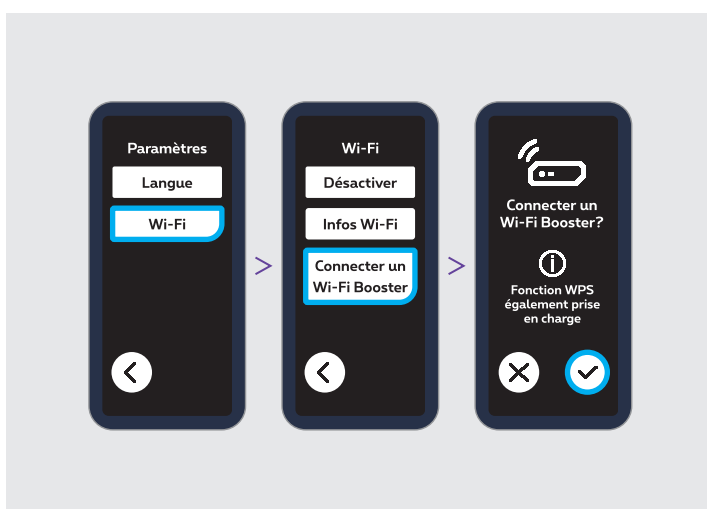 Paramètres
Langue
Wi-Fi
>
Wi-Fi
Désactiver
Infos Wi-Fi
Connecter un
Wi-Fi Booster
>
Connecter un
Wi-Fi Booster?
Fonction WPS
également prise
en charge